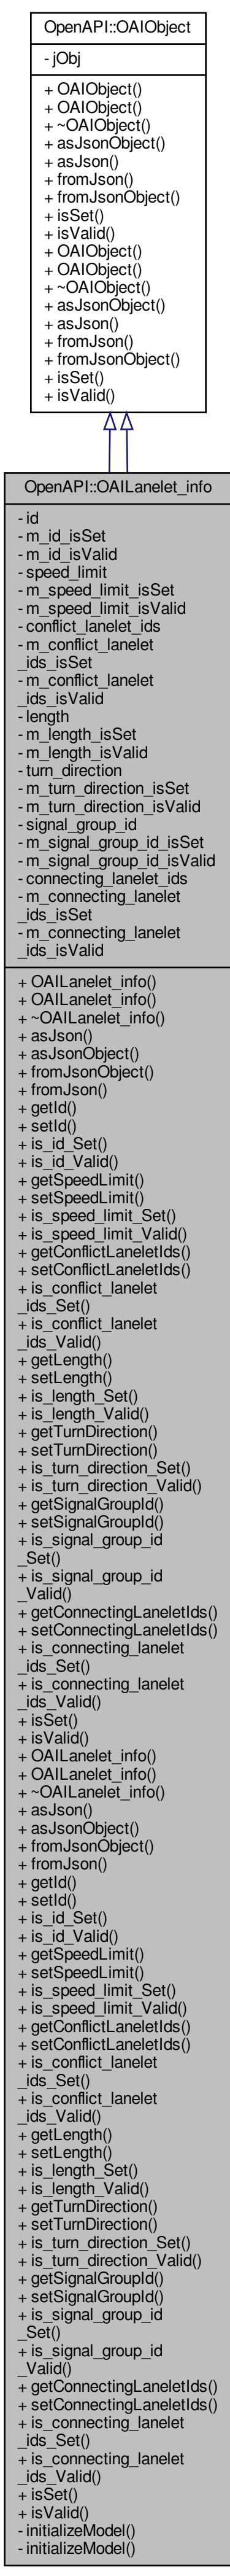 OpenAPI::OAIObject
- jObj
+ OAIObject()
+ OAIObject()
+ ~OAIObject()
+ asJsonObject()
+ asJson()
+ fromJson()
+ fromJsonObject()
+ isSet()
+ isValid()
+ OAIObject()
+ OAIObject()
+ ~OAIObject()
+ asJsonObject()
+ asJson()
+ fromJson()
+ fromJsonObject()
+ isSet()
+ isValid()
OpenAPI::OAILanelet_info
- id
- m_id_isSet
- m_id_isValid
- speed_limit
- m_speed_limit_isSet
- m_speed_limit_isValid
- conflict_lanelet_ids
- m_conflict_lanelet
_ids_isSet
- m_conflict_lanelet
_ids_isValid
- length
- m_length_isSet
- m_length_isValid
- turn_direction
- m_turn_direction_isSet
- m_turn_direction_isValid
- signal_group_id
- m_signal_group_id_isSet
- m_signal_group_id_isValid
- connecting_lanelet_ids
- m_connecting_lanelet
_ids_isSet
- m_connecting_lanelet
_ids_isValid
+ OAILanelet_info()
+ OAILanelet_info()
+ ~OAILanelet_info()
+ asJson()
+ asJsonObject()
+ fromJsonObject()
+ fromJson()
+ getId()
+ setId()
+ is_id_Set()
+ is_id_Valid()
+ getSpeedLimit()
+ setSpeedLimit()
+ is_speed_limit_Set()
+ is_speed_limit_Valid()
+ getConflictLaneletIds()
+ setConflictLaneletIds()
+ is_conflict_lanelet
_ids_Set()
+ is_conflict_lanelet
_ids_Valid()
+ getLength()
+ setLength()
+ is_length_Set()
+ is_length_Valid()
+ getTurnDirection()
+ setTurnDirection()
+ is_turn_direction_Set()
+ is_turn_direction_Valid()
+ getSignalGroupId()
+ setSignalGroupId()
+ is_signal_group_id
_Set()
+ is_signal_group_id
_Valid()
+ getConnectingLaneletIds()
+ setConnectingLaneletIds()
+ is_connecting_lanelet
_ids_Set()
+ is_connecting_lanelet
_ids_Valid()
+ isSet()
+ isValid()
+ OAILanelet_info()
+ OAILanelet_info()
+ ~OAILanelet_info()
+ asJson()
+ asJsonObject()
+ fromJsonObject()
+ fromJson()
+ getId()
+ setId()
+ is_id_Set()
+ is_id_Valid()
+ getSpeedLimit()
+ setSpeedLimit()
+ is_speed_limit_Set()
+ is_speed_limit_Valid()
+ getConflictLaneletIds()
+ setConflictLaneletIds()
+ is_conflict_lanelet
_ids_Set()
+ is_conflict_lanelet
_ids_Valid()
+ getLength()
+ setLength()
+ is_length_Set()
+ is_length_Valid()
+ getTurnDirection()
+ setTurnDirection()
+ is_turn_direction_Set()
+ is_turn_direction_Valid()
+ getSignalGroupId()
+ setSignalGroupId()
+ is_signal_group_id
_Set()
+ is_signal_group_id
_Valid()
+ getConnectingLaneletIds()
+ setConnectingLaneletIds()
+ is_connecting_lanelet
_ids_Set()
+ is_connecting_lanelet
_ids_Valid()
+ isSet()
+ isValid()
- initializeModel()
- initializeModel()